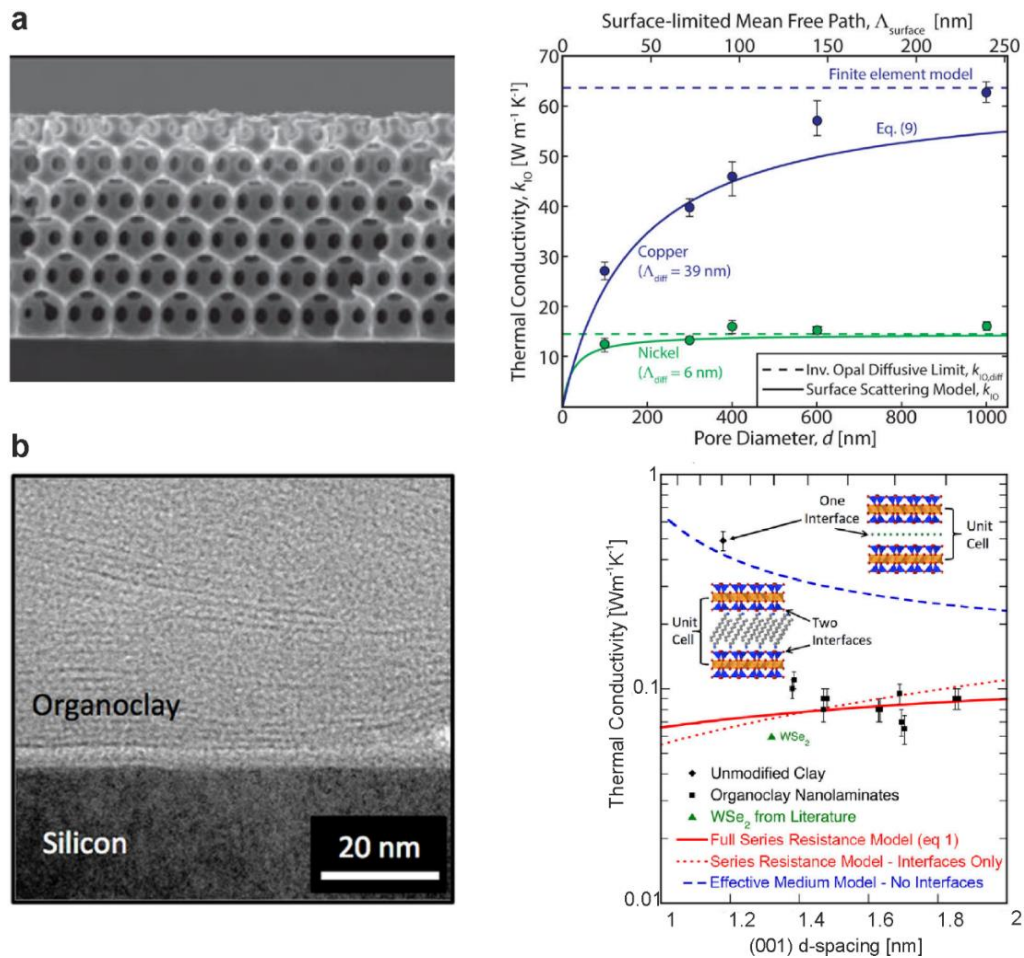 a
Surface-limited Mean Free Path, Λsurface [nm]
0 40 80 120 160 200 240
Thermal Conductivity, kIO [W m⁻¹ K⁻¹]
70
60
50
40
30
20
10
Finite element model
Eq. (9)
Copper
(Λdiff = 39 nm)
Nickel
(Λdiff = 6 nm)
Inv. Opal Diffusive Limit, kIO,diff
Surface Scattering Model, kIO
0 200 400 600 800 1000
Pore Diameter, d [nm]
b
Organoclay
Silicon
20 nm
Thermal Conductivity [Wm⁻¹K⁻¹]
1
0.1
0.01
One
Interface
Unit
Cell
Unit
Cell
Two
Interfaces
WSe₂
Unmodified Clay
Organoclay Nanolaminates
WSe₂ from Literature
Full Series Resistance Model (eq 1)
Series Resistance Model - Interfaces Only
Effective Medium Model - No Interfaces
1 1.2 1.4 1.6 1.8 2
(001) d-spacing [nm]